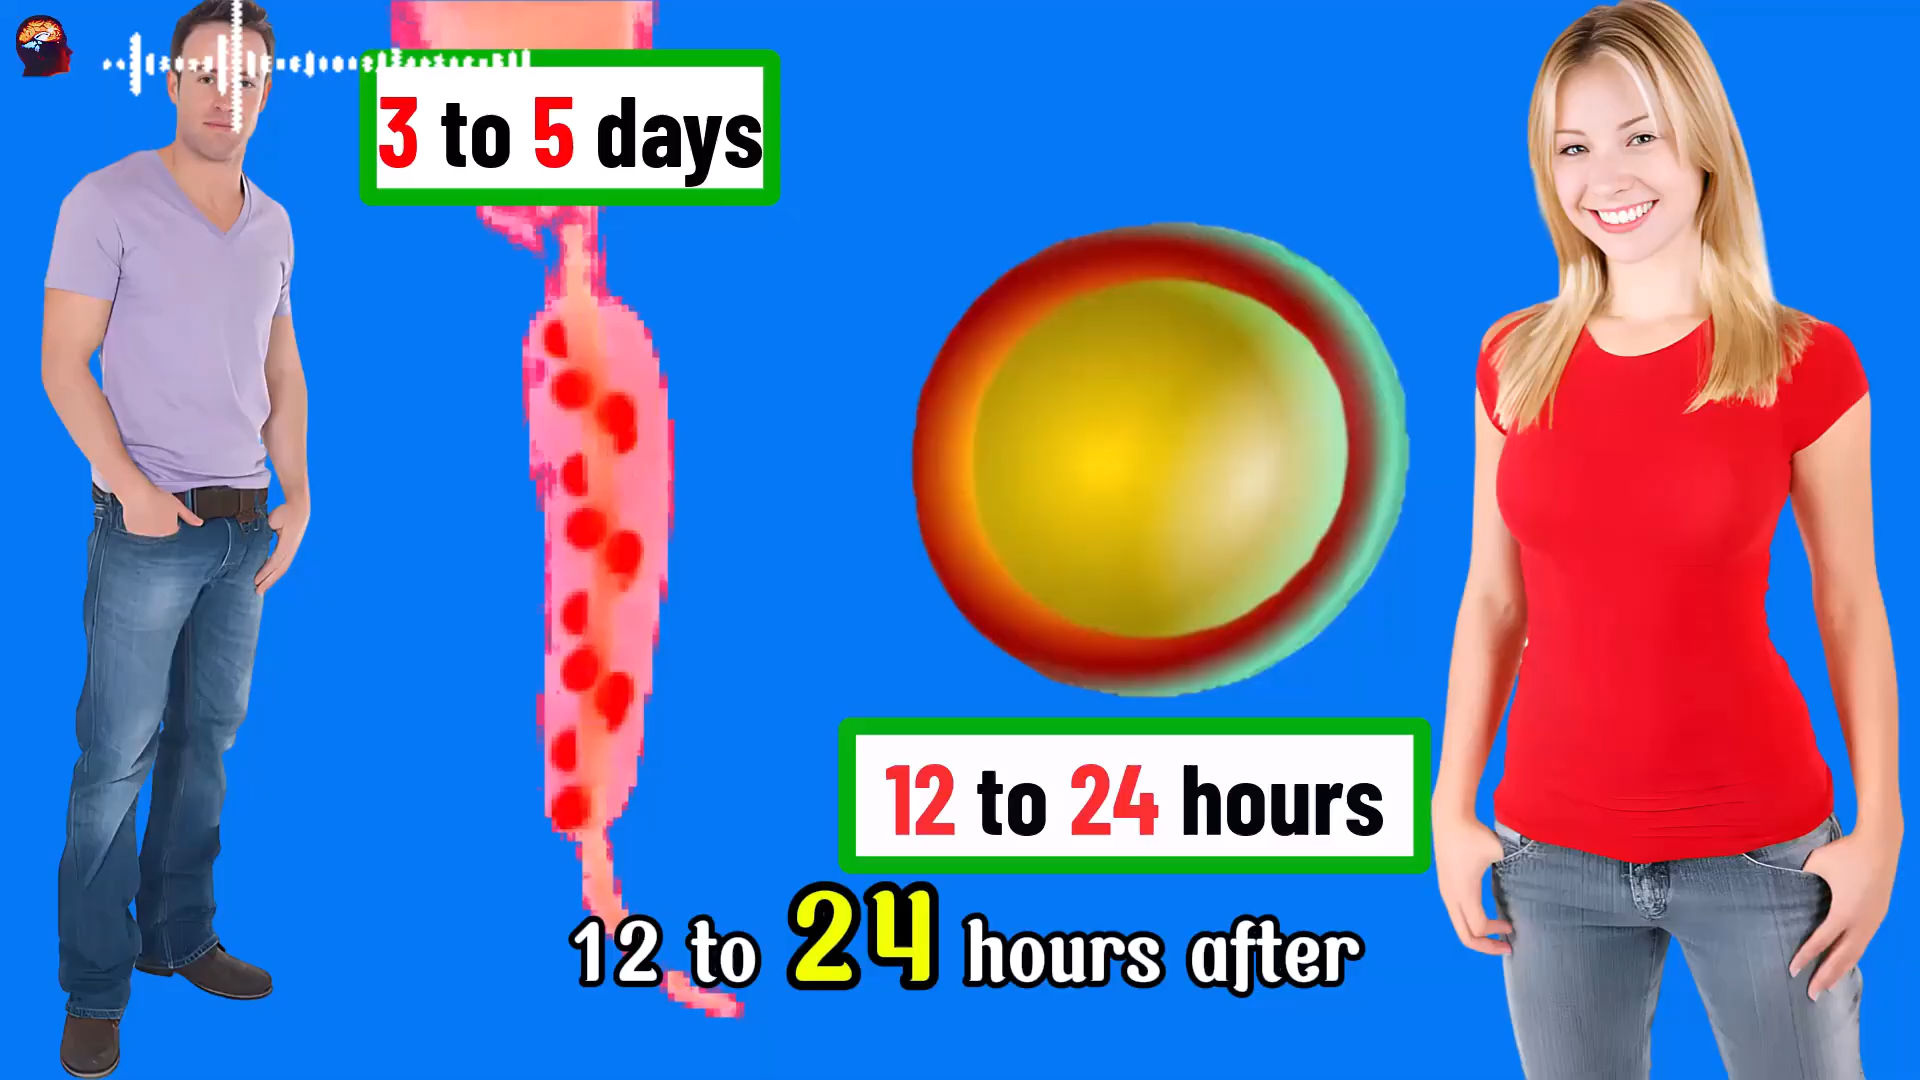 3 to 5 days
12 to 24 hours
12 to 24 hours after